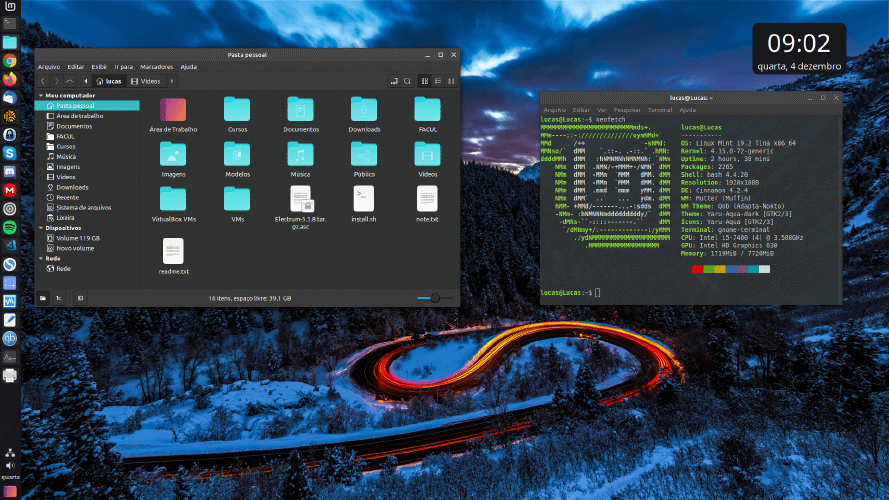 Pasta pessoal
Arquivo Editar Exibir Ir para Marcadores Ajuda
lucas Vídeos
Meu computador
Pasta pessoal
Área de trabalho
Documentos
FACUL
Cursos
Música
Imagens
Vídeos
Downloads
Recente
Sistema de arquivos
Lixeira
Dispositivos
Volume 119 GB
Novo volume
Rede
Rede
Área de Trabalho Cursos Documentos Downloads FACUL
Imagens Modelos Música Público Vídeos
VirtualBox VMs VMs Electrum-3.3.8.tar.gz.asc install.sh note.txt
readme.txt
16 itens, espaço livre: 39,1 GB
09:02
quarta, 4 dezembro
lucas@Lucas: ~
Arquivo Editar Ver Pesquisar Terminal Ajuda
lucas@Lucas:~$ neofetch
lucas@Lucas
-----------
OS: Linux Mint 19.2 Tina x86_64
Kernel: 4.15.0-72-generic
Uptime: 2 hours, 38 mins
Packages: 2265
Shell: bash 4.4.20
Resolution: 1920x1080
DE: Cinnamon 4.2.4
WM: Mutter (Muffin)
WM Theme: Qob (Adapta-Nokto)
Theme: Yaru-Aqua-dark [GTK2/3]
Icons: Yaru-Aqua [GTK2/3]
Terminal: gnome-terminal
CPU: Intel i5-7400 (4) @ 3.500GHz
GPU: Intel HD Graphics 630
Memory: 1719MiB / 7720MiB
lucas@Lucas:~$
quarta